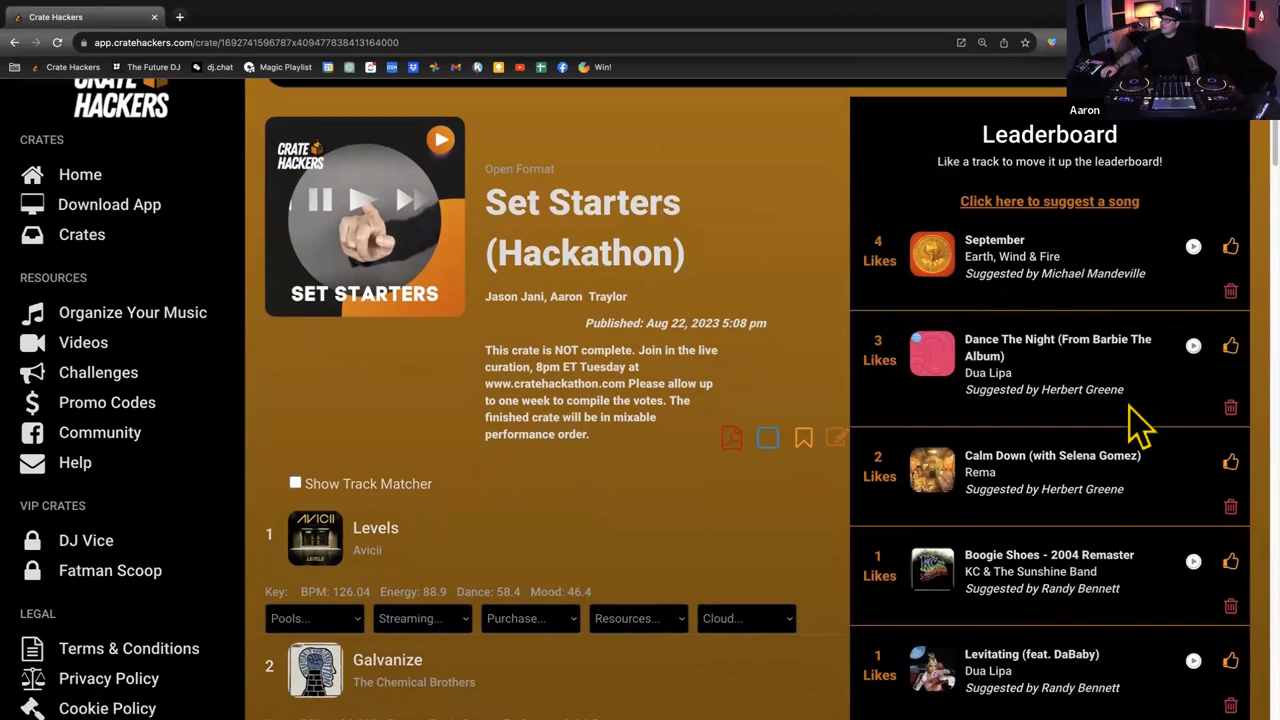 Crate Hackers
app.cratehackers.com/crate/1692741596787x409477838413164000
Crate Hackers
The Future DJ
dj.chat
Magic Playlist
Win!
Aaron
CRATE
HACKERS
CRATES
Home
Download App
Crates
RESOURCES
Organize Your Music
Videos
Challenges
Promo Codes
Community
Help
VIP CRATES
DJ Vice
Fatman Scoop
LEGAL
Terms & Conditions
Privacy Policy
Cookie Policy
CRATE
HACKERS
SET STARTERS
Open Format
Set Starters
(Hackathon)
Jason Jani, Aaron Traylor
Published: Aug 22, 2023 5:08 pm
This crate is NOT complete. Join in the live
curation, 8pm ET Tuesday at
www.cratehackathon.com Please allow up
to one week to compile the votes. The
finished crate will be in mixable
performance order.
Show Track Matcher
1
AVICII
LEVELS
Levels
Avicii
Key: BPM: 126.04 Energy: 88.9 Dance: 58.4 Mood: 46.4
Pools...
Streaming...
Purchase...
Resources...
Cloud...
2
Galvanize
The Chemical Brothers
Leaderboard
Like a track to move it up the leaderboard!
Click here to suggest a song
4
Likes
September
Earth, Wind & Fire
Suggested by Michael Mandeville
3
Likes
Dance The Night (From Barbie The
Album)
Dua Lipa
Suggested by Herbert Greene
2
Likes
Calm Down (with Selena Gomez)
Rema
Suggested by Herbert Greene
1
Likes
Boogie Shoes - 2004 Remaster
KC & The Sunshine Band
Suggested by Randy Bennett
1
Likes
Levitating (feat. DaBaby)
Dua Lipa
Suggested by Randy Bennett